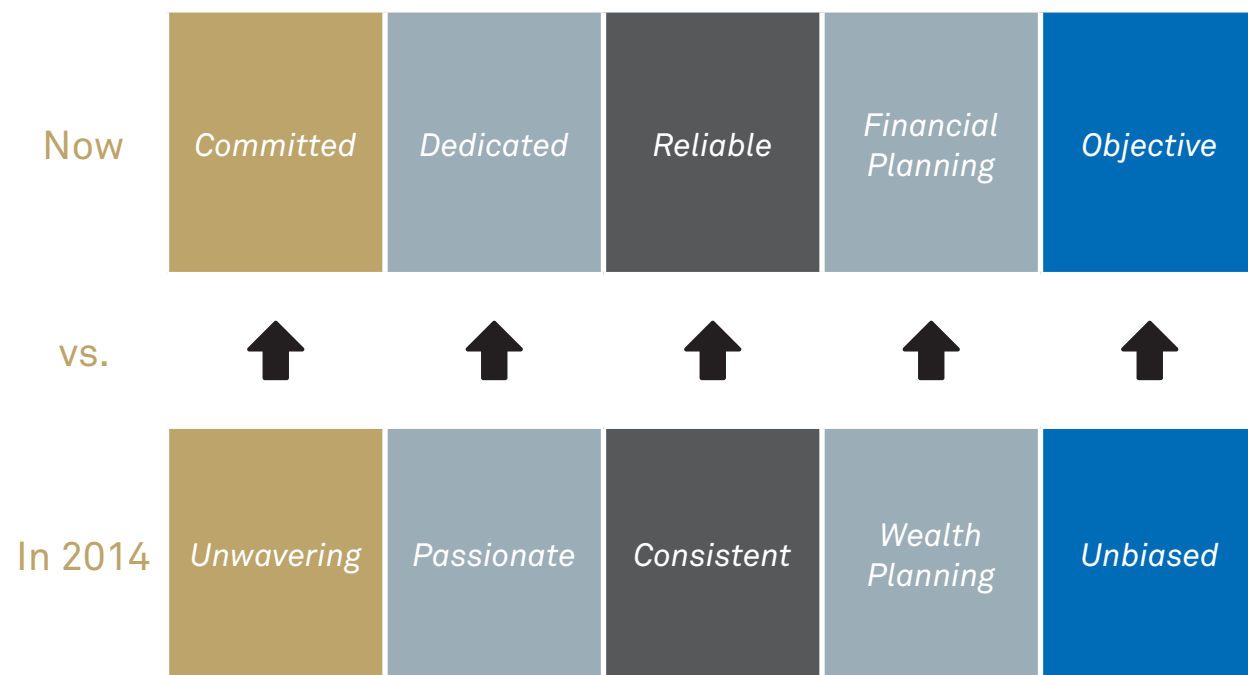 Now
Committed
Dedicated
Reliable
Financial
Planning
Objective
vs.
In 2014
Unwavering
Passionate
Consistent
Wealth
Planning
Unbiased